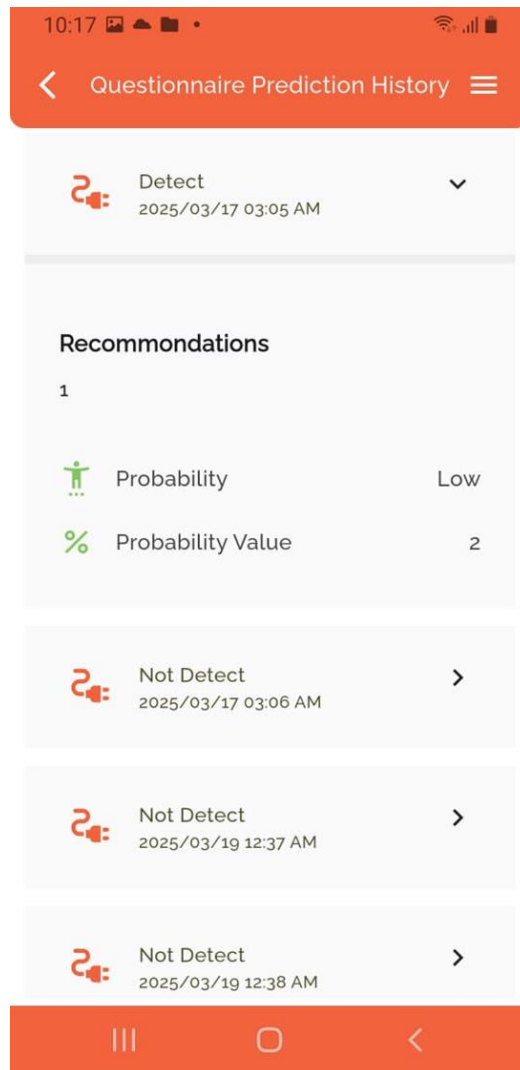 10:17
Questionnaire Prediction History
Detect
2025/03/17 03:05 AM
Recommondations
1
Probability Low
% Probability Value 2
Not Detect
2025/03/17 03:06 AM
Not Detect
2025/03/19 12:37 AM
Not Detect
2025/03/19 12:38 AM